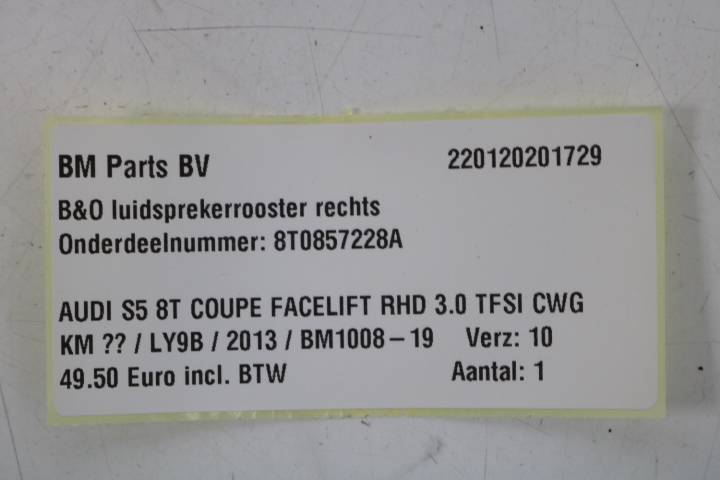 BM Parts BV 220120201729
B&O luidsprekerrooster rechts
Onderdeelnummer: 8T0857228A
AUDI S5 8T COUPE FACELIFT RHD 3.0 TFSI CWG
KM ?? / LY9B / 2013 / BM1008-19 Verz: 10
49.50 Euro incl. BTW Aantal: 1